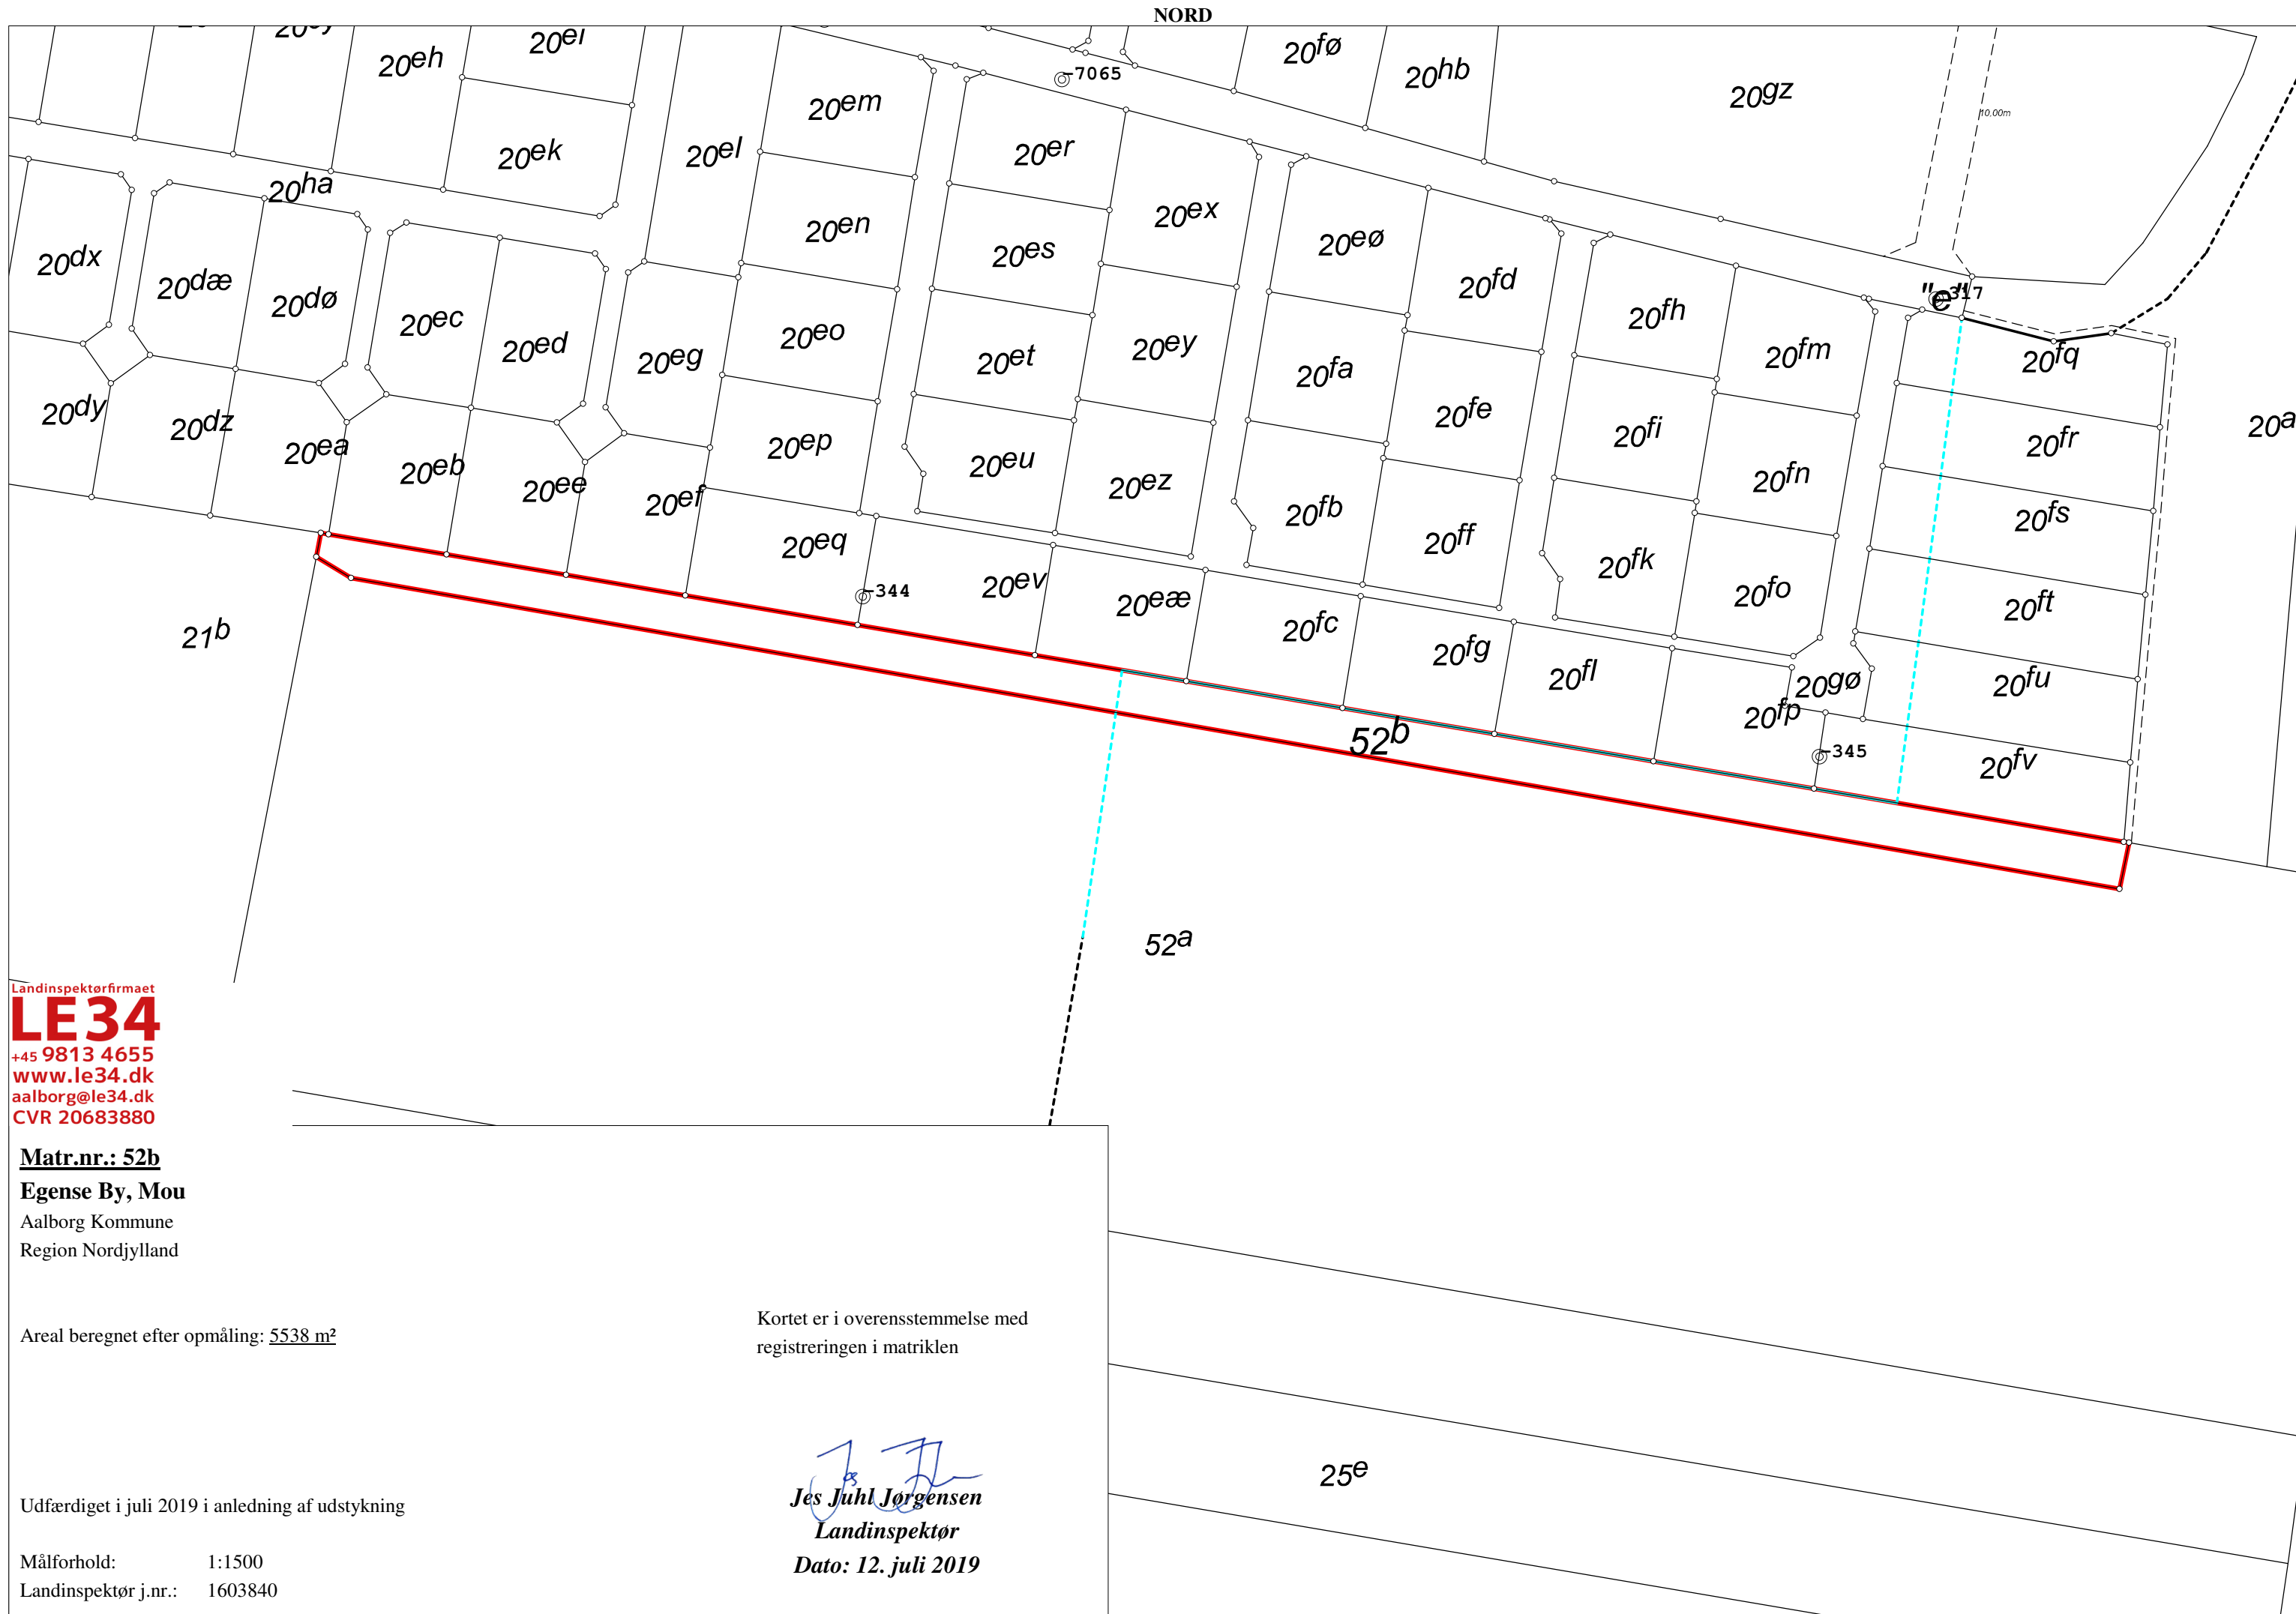 NORD
20eh
20ei
20em
-7065
20fø
20hb
20gz
10.00m
20ek
20el
20er
20ha
20en
20es
20ex
20eø
20fd
20dx
20dæ
20dø
20ec
20ed
20eg
20eo
20et
20ey
20fa
20fe
20fh
20fm
"e"
-317
20fq
20dy
20dz
20ea
20eb
20ee
20ef
20ep
20eu
20ez
20fb
20ff
20fi
20fn
20fr
20a
20fs
20eq
-344
20ev
20eæ
20fc
20fg
20fk
20fl
20fo
20ft
20gø
20fp
20fu
-345
20fv
21b
52b
52a
25e
Landinspektørfirmaet
LE34
+45 9813 4655
www.le34.dk
aalborg@le34.dk
CVR 20683880
Matr.nr.: 52b
Egense By, Mou
Aalborg Kommune
Region Nordjylland
Areal beregnet efter opmåling: 5538 m²
Kortet er i overensstemmelse med
registreringen i matriklen
Jes Juhl Jørgensen
Landinspektør
Dato: 12. juli 2019
Udfærdiget i juli 2019 i anledning af udstykning
Målforhold: 1:1500
Landinspektør j.nr.: 1603840